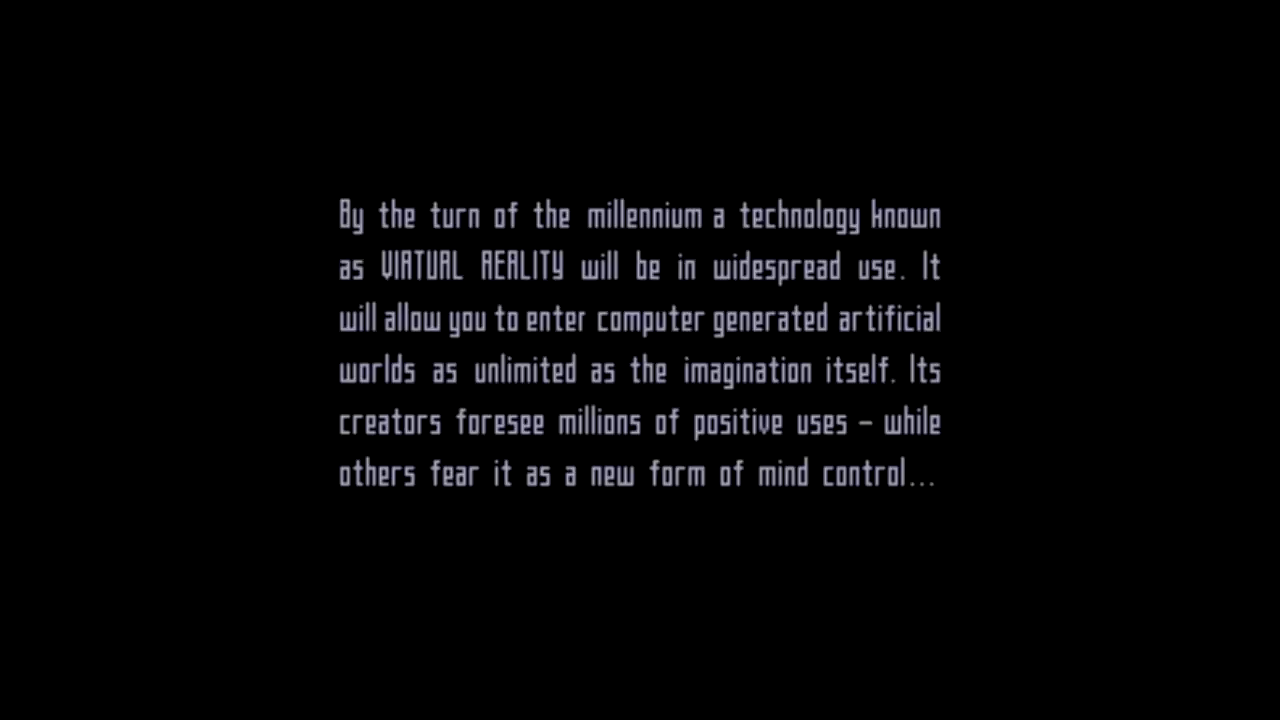 By the turn of the millennium a technology known
as VIRTUAL REALITY will be in widespread use. It
will allow you to enter computer generated artificial
worlds as unlimited as the imagination itself. Its
creators foresee millions of positive uses – while
others fear it as a new form of mind control...